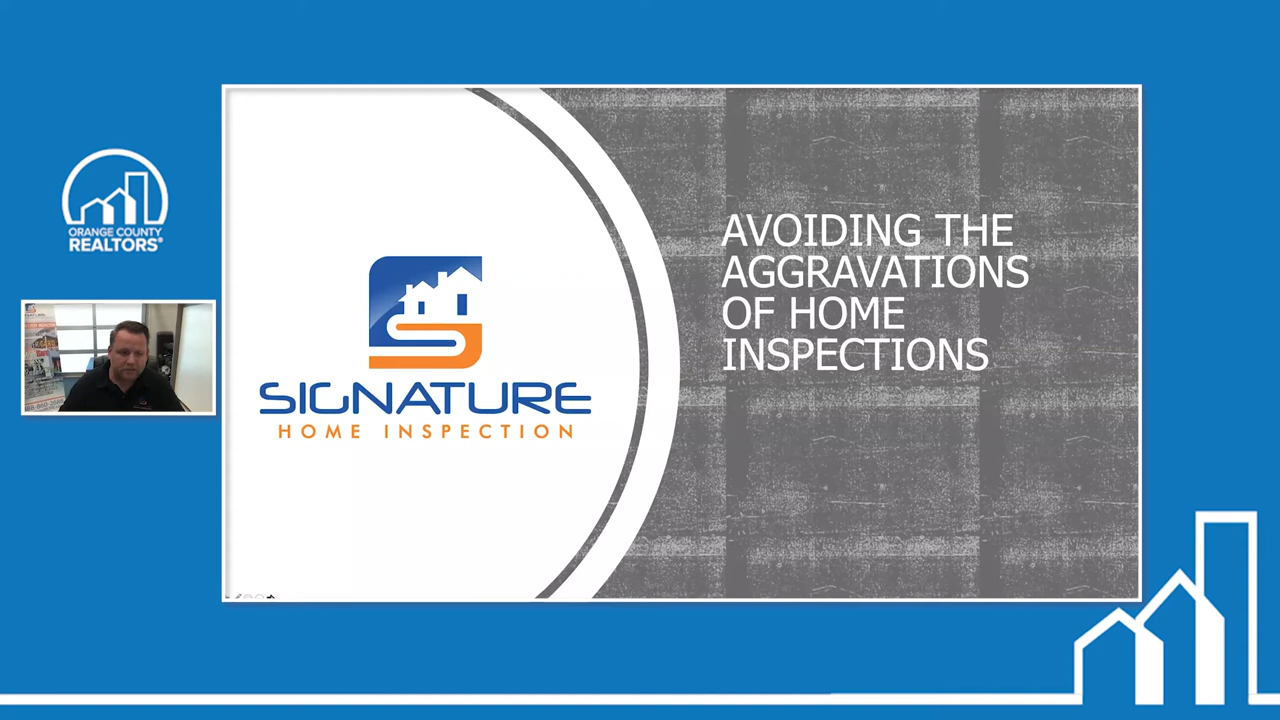 ORANGE COUNTY
REALTORS®
SIGNATURE
HOME INSPECTION
AVOIDING THE
AGGRAVATIONS
OF HOME
INSPECTIONS